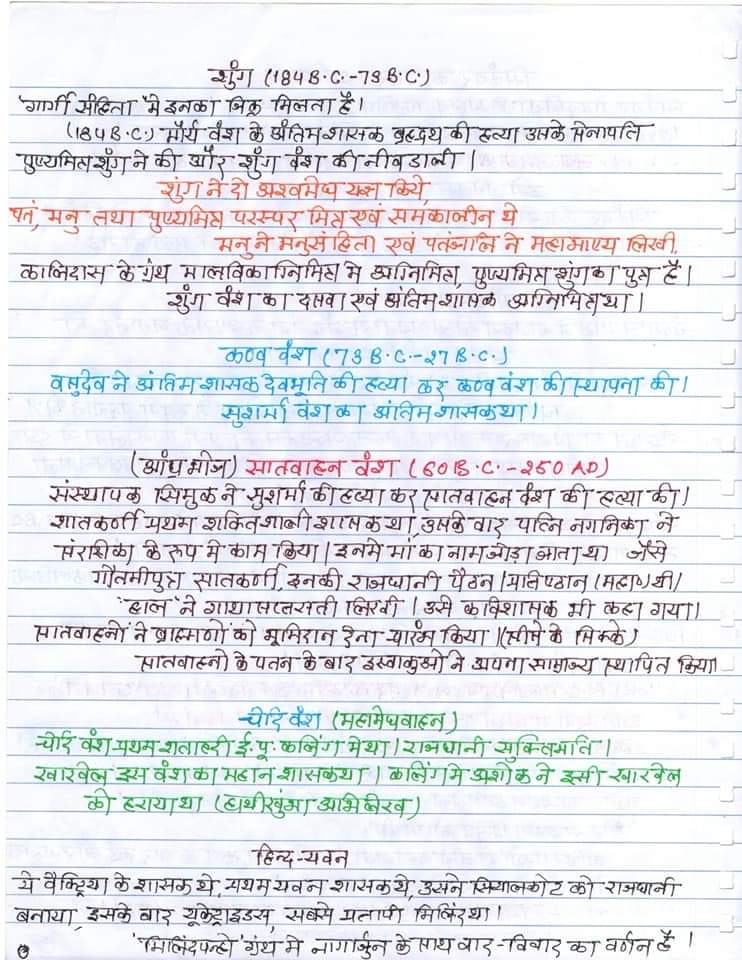 शुंग (184 B.C.-73 B.C.)
'गार्गी संहिता' मे इनका जिक्र मिलता है।
(184 B.C.) मौर्य वंश के अंतिम शासक ब्रहद्रथ की हत्या उसके सेनापति
पुष्यमित्र शुंग ने की और शुंग वंश की नीव डाली।
शुंग ने दो अश्वमेघ यज्ञ किये,
पतं, मनु तथा पुष्यमित्र परस्पर मित्र एवं समकालीन थे
मनु ने मनुसंहिता एवं पतंजालि ने महाभाष्य लिखी,
कालिदास के ग्रंथ मालविकाग्निमित्र मे अग्निमित्र, पुष्यमित्र शुंग का पुत्र है।
शुंग वंश का दसवा एवं अंतिम शासक अग्निमित्र था।
कण्व वंश (73 B.C.-27 B.C.)
वसुदेव ने अंतिम शासक देवभूति की हत्या कर कण्व वंश की स्थापना की।
सुशर्मा वंश का अंतिम शासक था।
(आंध्र भोज) सातवाहन वंश (60 B.C.-250 AD)
संस्थापक सिमुक ने सुशर्मा की हत्या कर सातवाहन वंश की हत्या की।
शातकर्णी प्रथम शक्तिशाली शासक था, उसके बाद पत्नि नगनिका ने
संरक्षिका के रूप मे काम किया। इनमे मां का नाम जोड़ा जाता था जैसे
गौतमीपुत्र सातकर्णी, इनकी राजधानी पैठन। प्रतिष्ठान (महा०) थी।
'हाल' ने गाथासप्तसती लिखी। उसे कविशासक भी कहा गया।
सातवाहनों ने ब्राह्मणों को भूमिदान देना प्रारंभ किया। (सीसे के सिक्के)
सातवाहनो के पतन के बाद इक्ष्वाकुओ ने अपना साम्राज्य स्थापित किया
चेदि वंश (महामेघवाहन)
चेदि वंश प्रथम शताब्दी ई.पू. कलिंग मे था। राजधानी सुक्तिमति।
खारवेल इस वंश का महान शासक था। कलिंग मे अशोक ने इसी खारवेल
को हराया था (हाथीगुम्फा अभिलेख)
हिन्द-यवन
ये वैक्ट्रिया के शासक थे, प्रथम यवन शासक थे, उसने सियालकोट को राजधानी
बनाया, इसके बाद यूक्रेटाइडस, सबसे प्रतापी मिलिंद था।
'मिलिंदपन्हो' ग्रंथ मे नागार्जुन के साथ वाद-विवाद का वर्णन है।